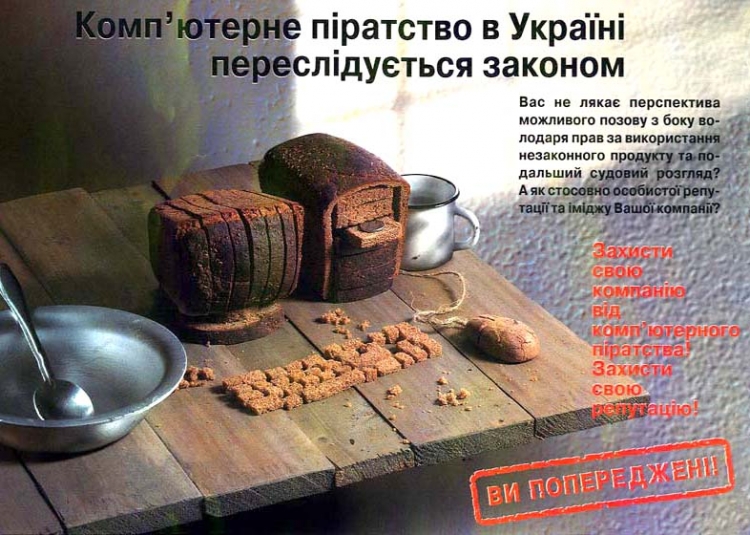 Комп’ютерне піратство в Україні
переслідується законом
Вас не лякає перспектива
можливого позову з боку во-
лодаря прав за використання
незаконного продукту та по-
дальший судовий розгляд?
А як стосовно особистої репу-
тації та іміджу Вашої компанії?
Захисти
свою
компанію
від
комп’ютерного
піратства!
Захисти
свою
репутацію!
ВИ ПОПЕРЕДЖЕНІ!